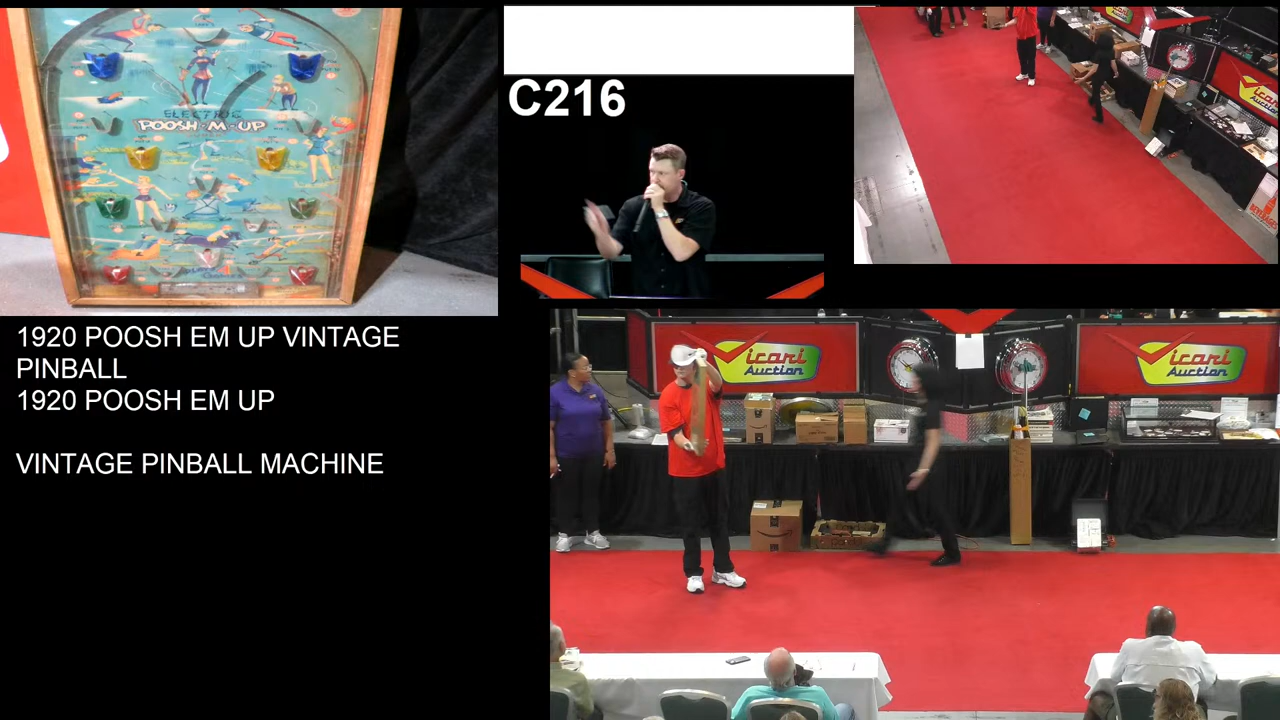 ELECTRIC
POOSH-M-UP
C216
1920 POOSH EM UP VINTAGE
PINBALL
1920 POOSH EM UP
VINTAGE PINBALL MACHINE
Vicari
Auction
Vicari
Auction
Vicari
Auction